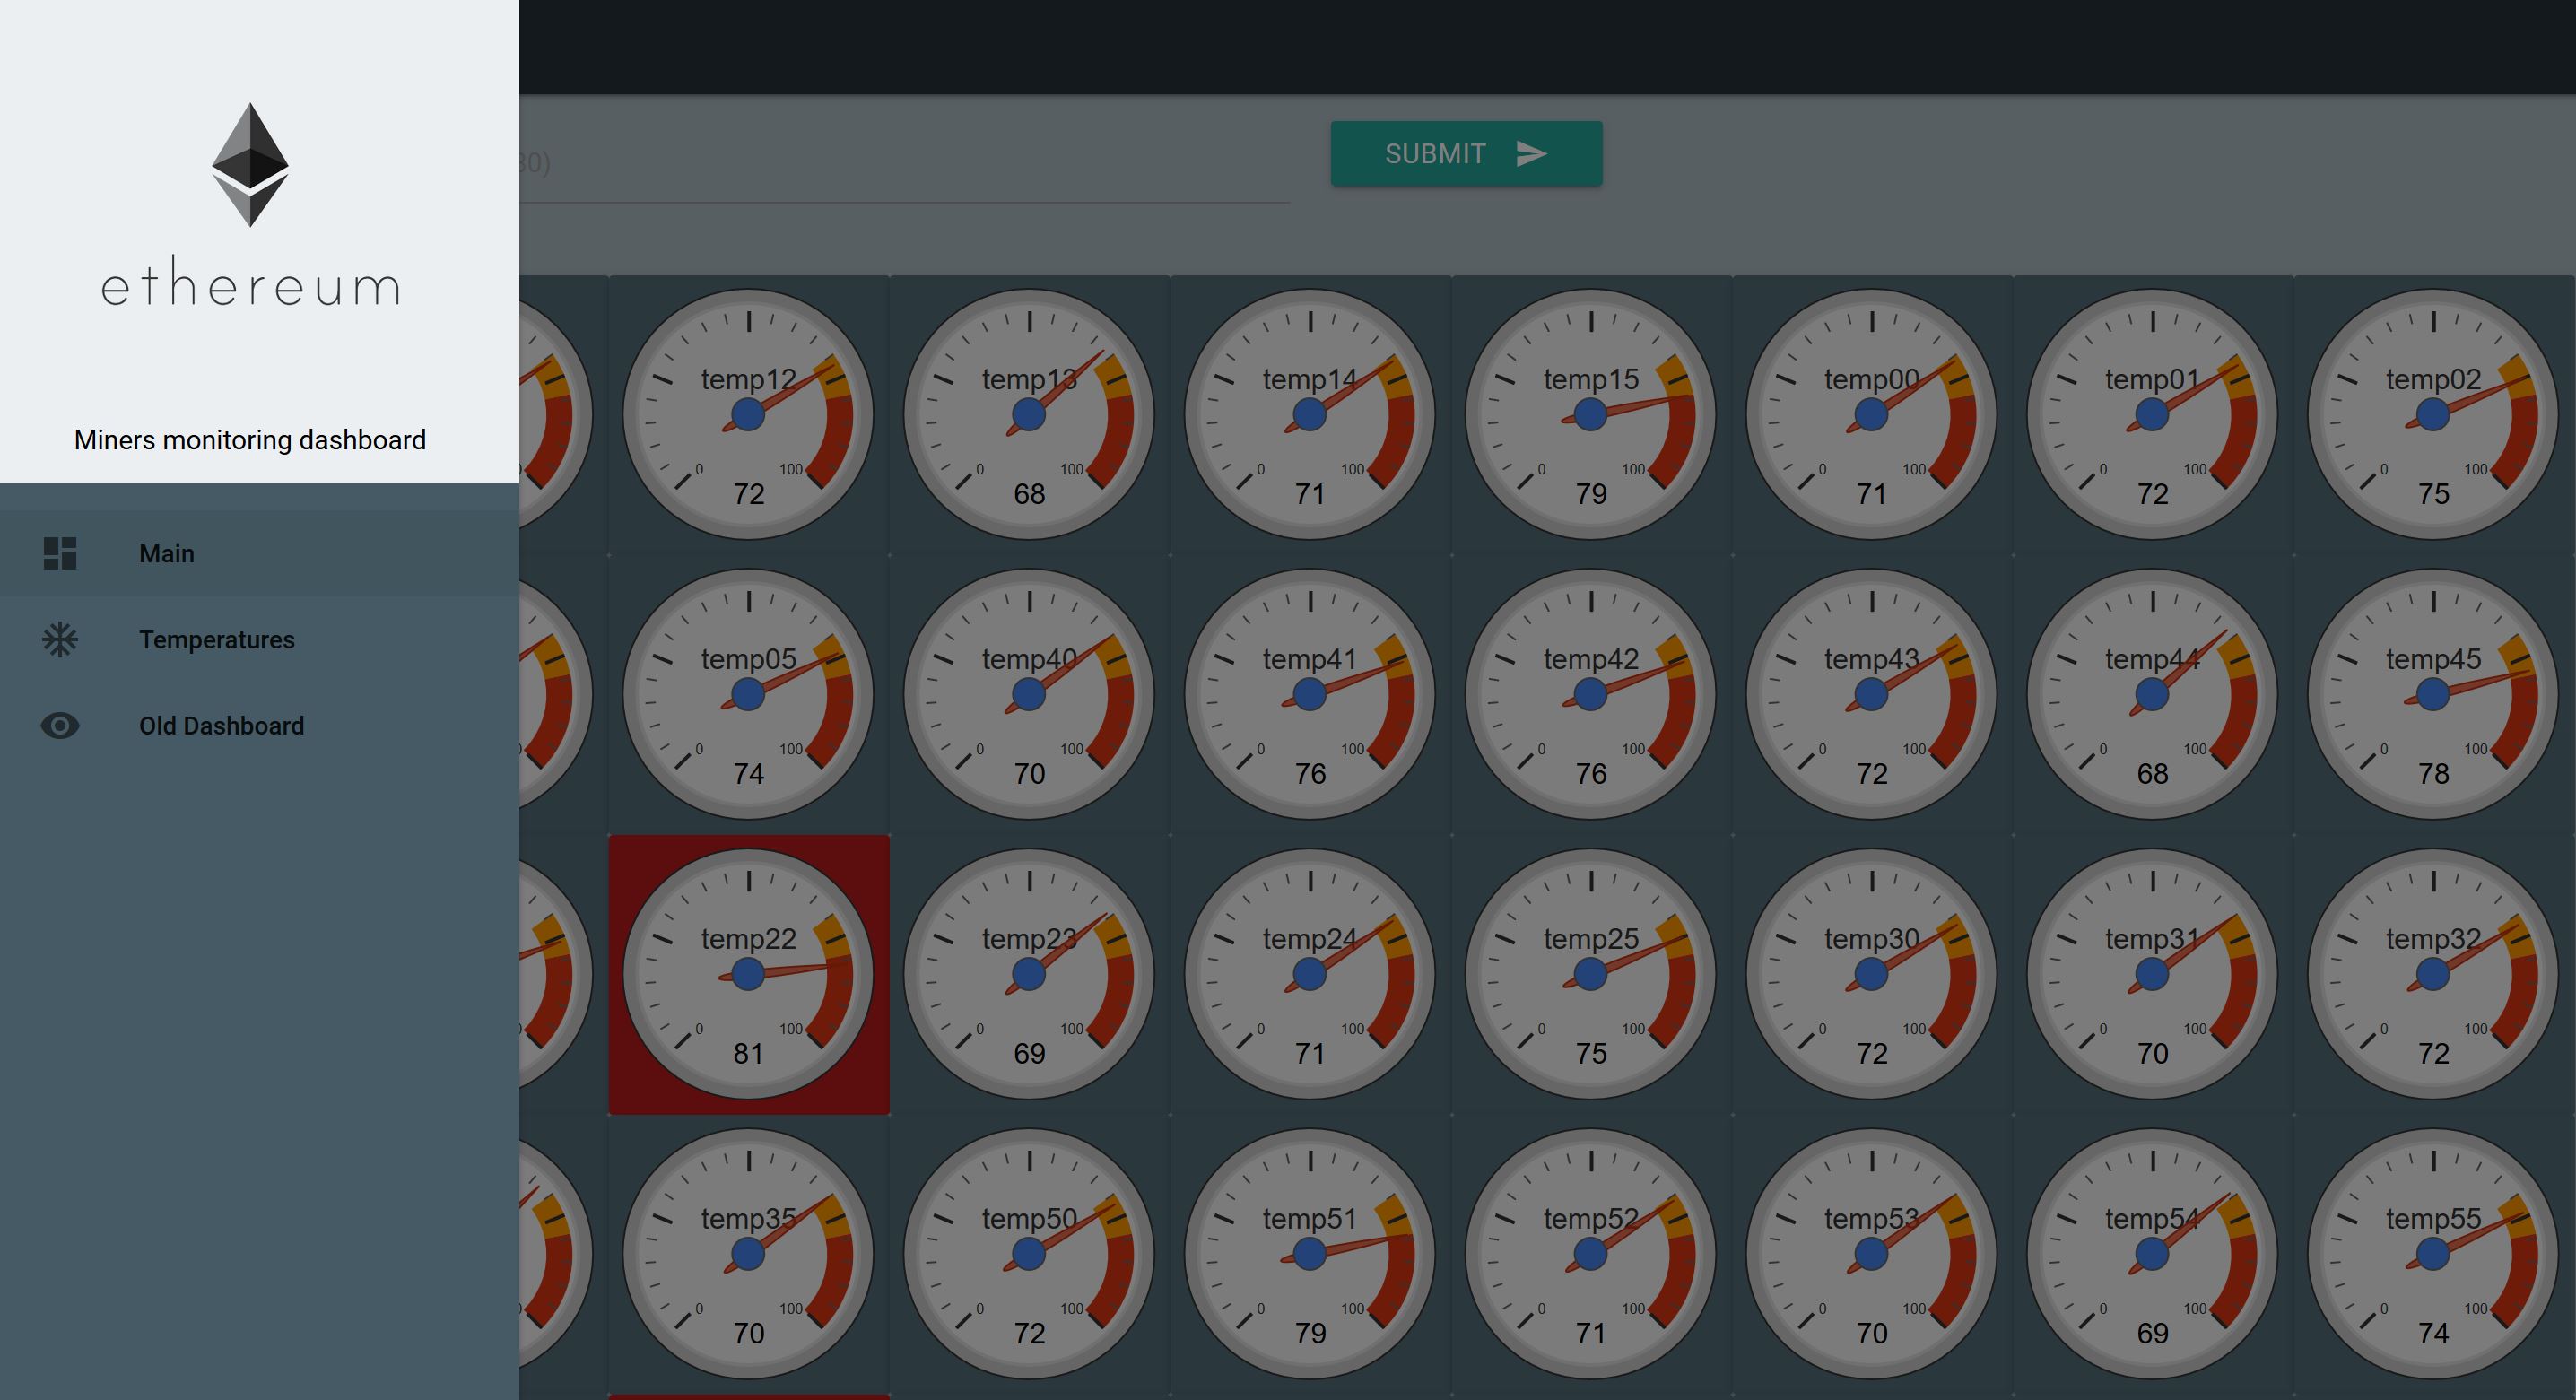 ethereum
Miners monitoring dashboard
Main
Temperatures
Old Dashboard
30)
SUBMIT
temp12 0 100 72
temp13 0 100 68
temp14 0 100 71
temp15 0 100 79
temp00 0 100 71
temp01 0 100 72
temp02 0 100 75
temp05 0 100 74
temp40 0 100 70
temp41 0 100 76
temp42 0 100 76
temp43 0 100 72
temp44 0 100 68
temp45 0 100 78
temp22 0 100 81
temp23 0 100 69
temp24 0 100 71
temp25 0 100 75
temp30 0 100 72
temp31 0 100 70
temp32 0 100 72
temp35 0 100 70
temp50 0 100 72
temp51 0 100 79
temp52 0 100 71
temp53 0 100 70
temp54 0 100 69
temp55 0 100 74